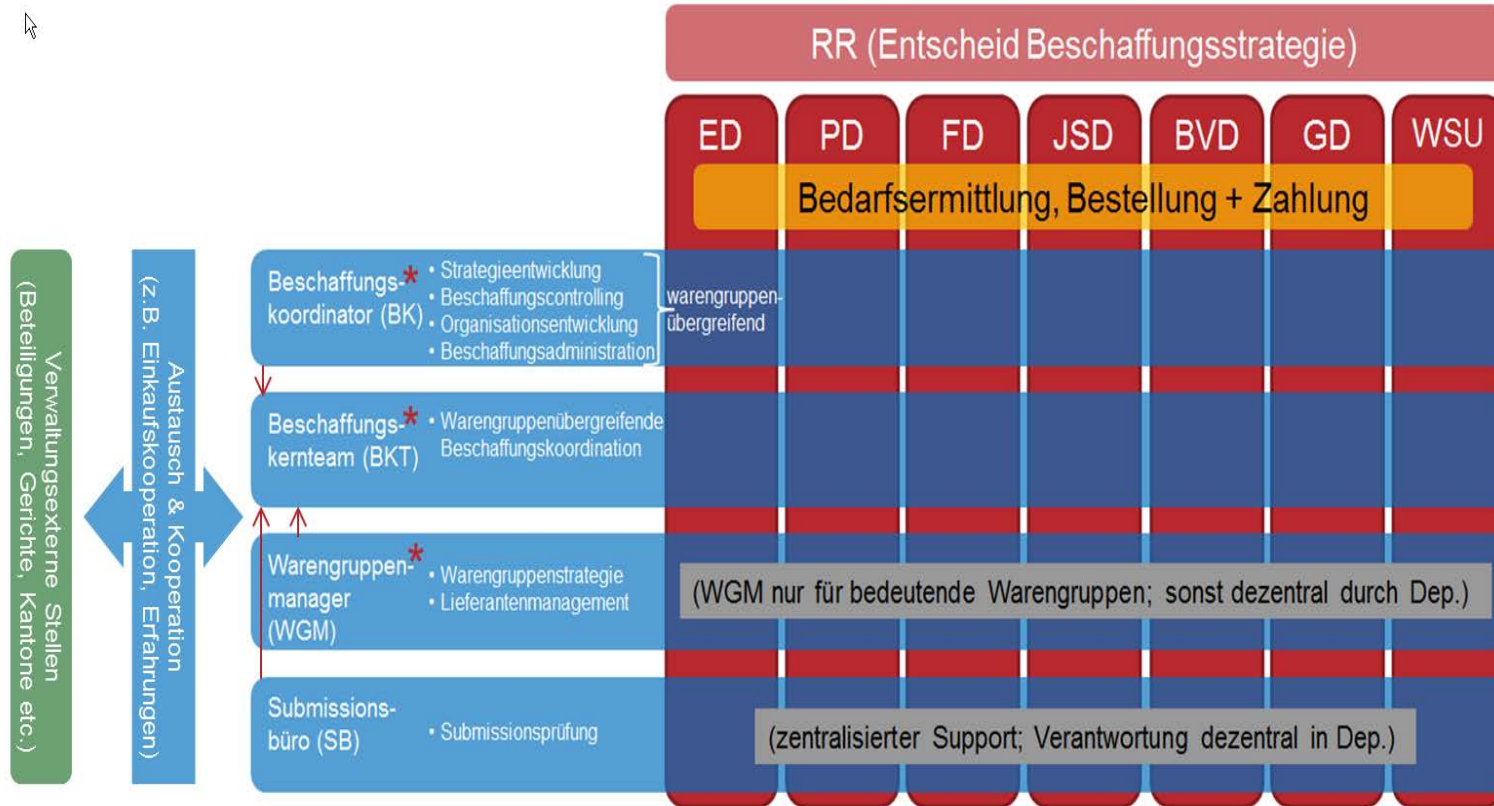 RR (Entscheid Beschaffungsstrategie)
ED PD FD JSD BVD GD WSU
Bedarfsermittlung, Bestellung + Zahlung
Verwaltungsexterne Stellen
(Beteiligungen, Gerichte, Kantone etc.)
Austausch & Kooperation
(z.B. Einkaufskooperation, Erfahrungen)
Beschaffungs-*
koordinator (BK)
• Strategieentwicklung
• Beschaffungscontrolling
• Organisationsentwicklung
• Beschaffungsadministration
warengruppen-
übergreifend
Beschaffungs-*
kernteam (BKT)
• Warengruppenübergreifende
Beschaffungskoordination
Warengruppen-*
manager
(WGM)
• Warengruppenstrategie
• Lieferantenmanagement
(WGM nur für bedeutende Warengruppen; sonst dezentral durch Dep.)
Submissions-
büro (SB)
• Submissionsprüfung
(zentralisierter Support; Verantwortung dezentral in Dep.)